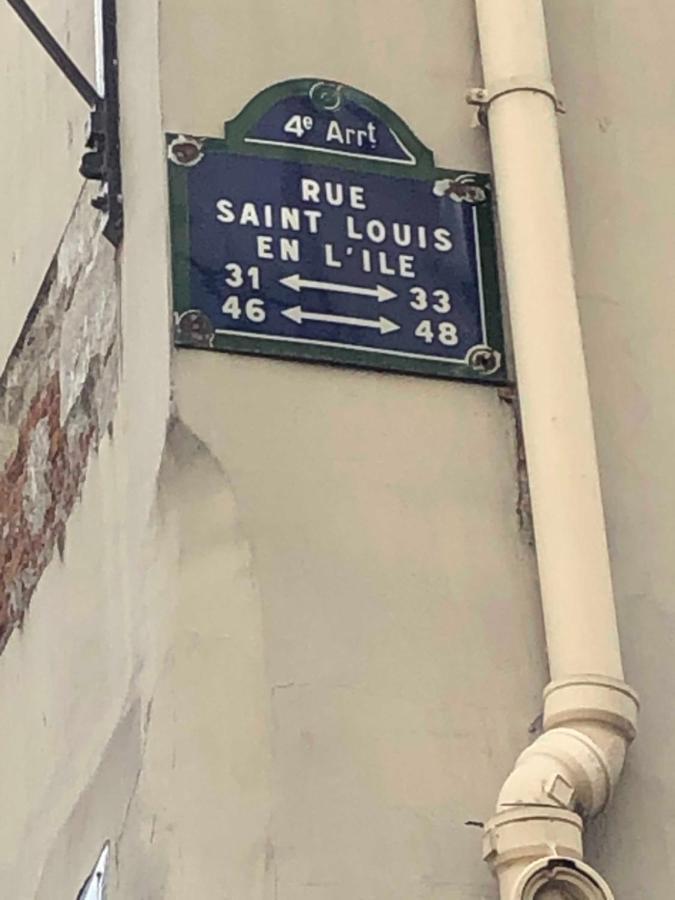 4e Arrt
RUE
SAINT LOUIS
EN L'ILE
31 ↔ 33
46 ↔ 48